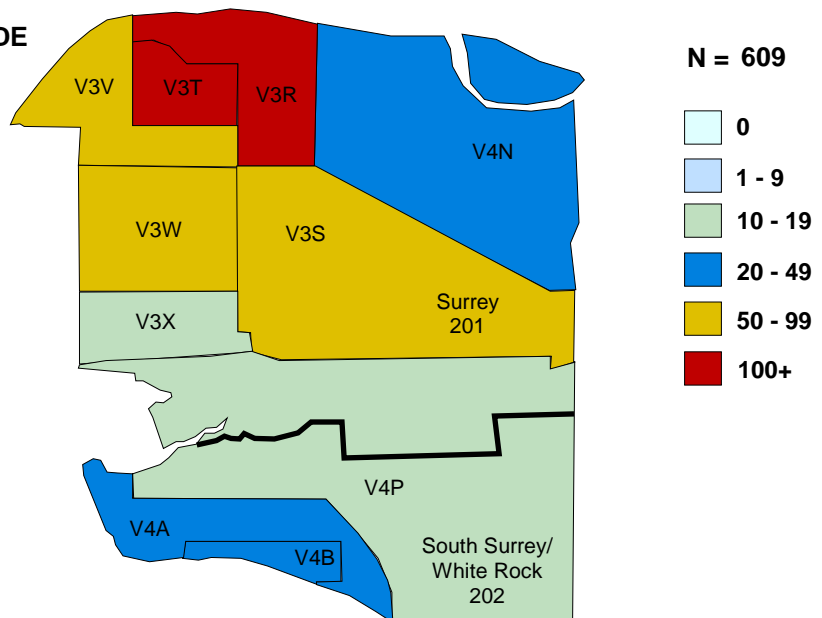 DE
N = 609
0
1 - 9
10 - 19
20 - 49
50 - 99
100+
V3V
V3T
V3R
V4N
V3W
V3S
V3X
Surrey
201
V4P
V4A
V4B
South Surrey/
White Rock
202